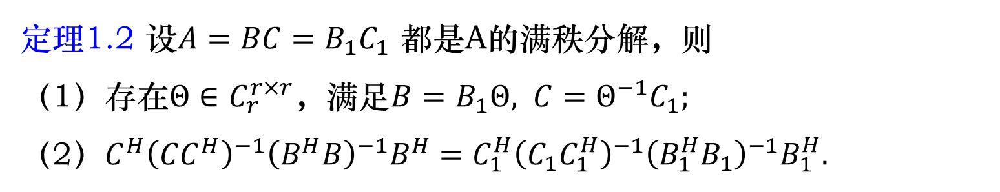 定理1.2 设A = BC = B₁C₁ 都是A的满秩分解，则
（1）存在Θ ∈ C_r^{r×r}，满足B = B₁Θ, C = Θ⁻¹C₁;
（2）C^H(CC^H)⁻¹(B^HB)⁻¹B^H = C₁^H(C₁C₁^H)⁻¹(B₁^HB₁)⁻¹B₁^H.